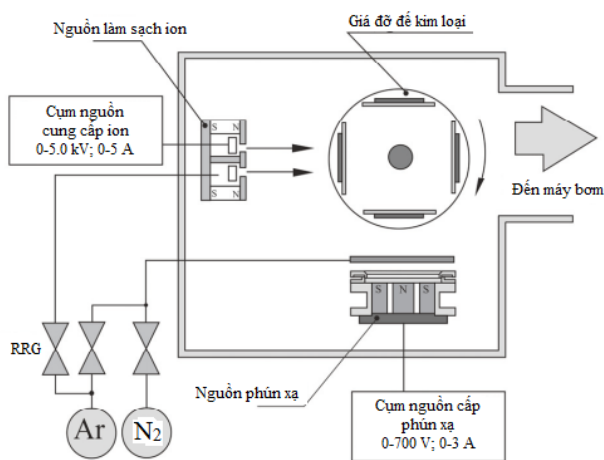 Nguồn làm sạch ion
Giá đỡ đế kim loại
Cụm nguồn
cung cấp ion
0-5.0 kV; 0-5 A
S N
S N
Đến máy bơm
S N S
RRG
Nguồn phún xạ
Cụm nguồn cấp
phún xạ
0-700 V; 0-3 A
Ar
N₂